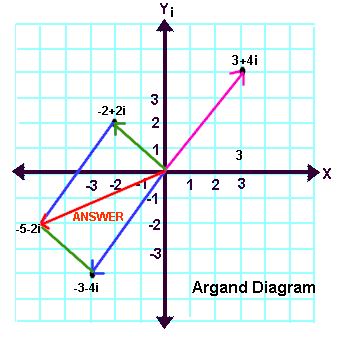 Yi
3+4i
-2+2i
3
2
1
3
X
-3 -2 -1 1 2 3
-1
ANSWER
-2
-5-2i
-3
-3-4i
Argand Diagram